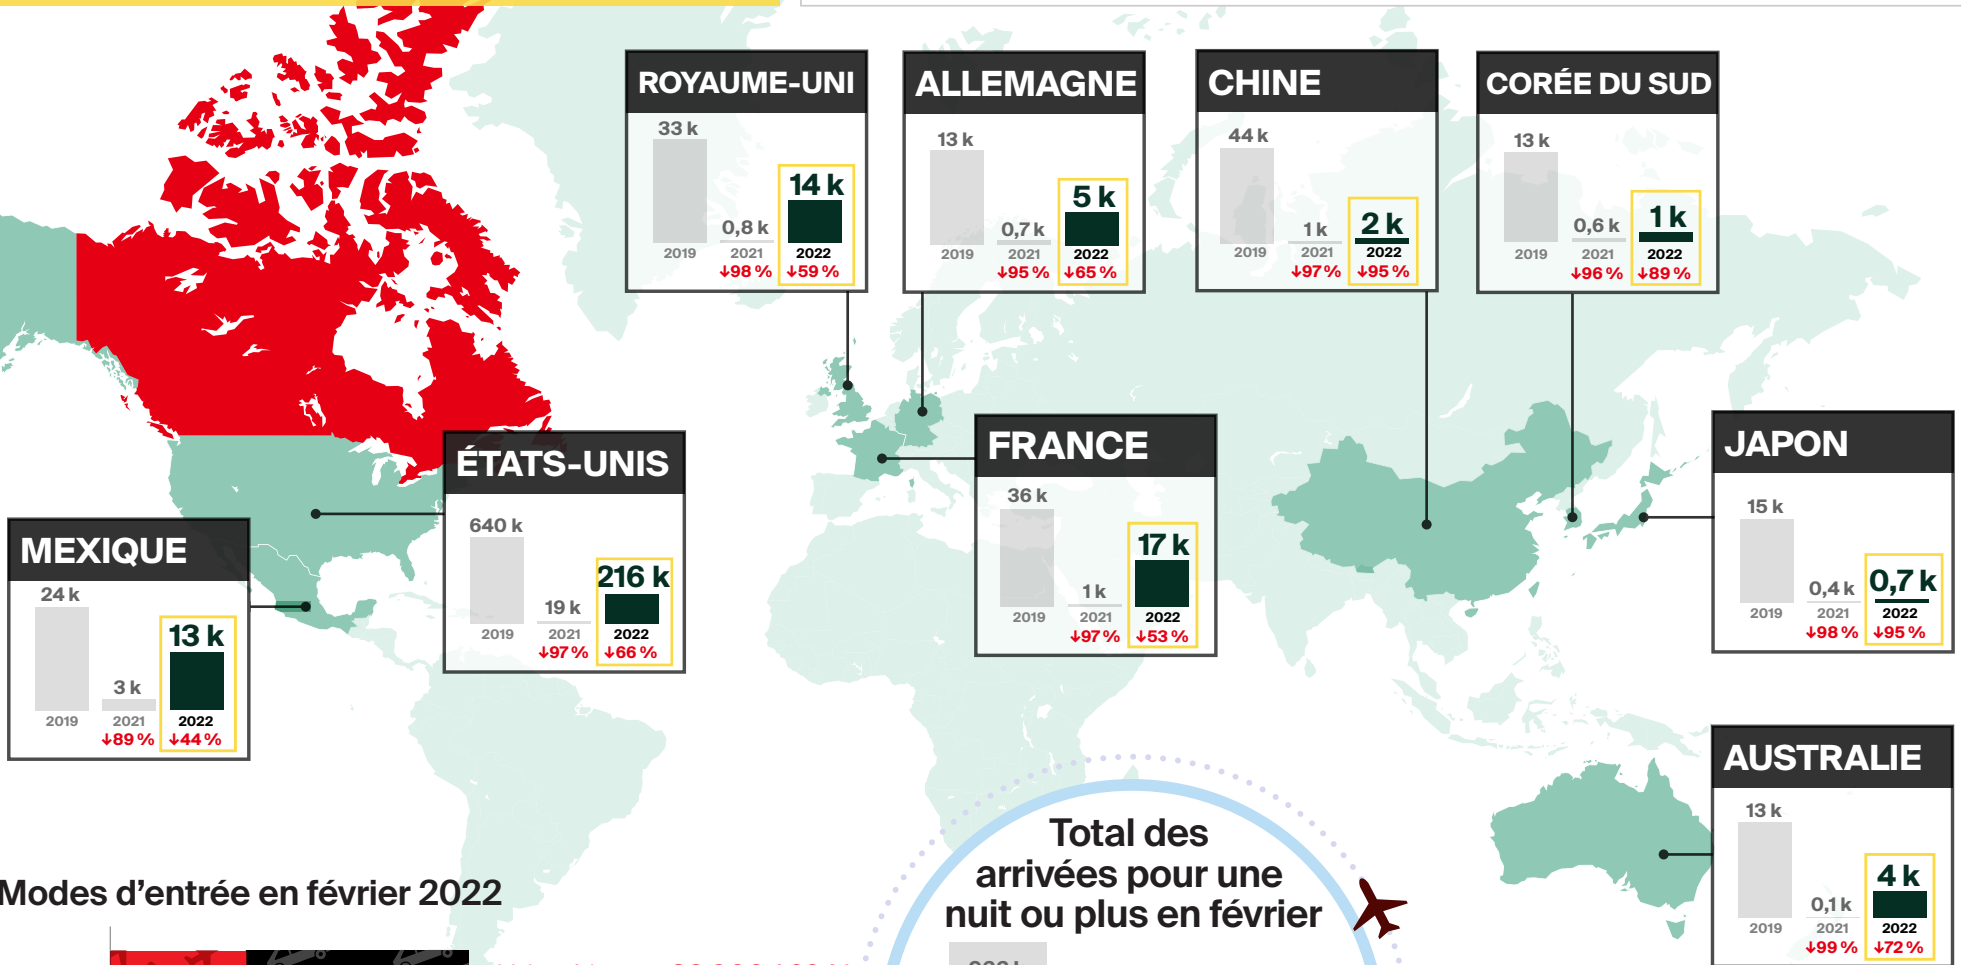 ROYAUME-UNI
33 k
0,8 k
14 k
2019
2021
2022
↓98 %
↓59 %
ALLEMAGNE
13 k
0,7 k
5 k
2019
2021
2022
↓95 %
↓65 %
CHINE
44 k
1 k
2 k
2019
2021
2022
↓97 %
↓95 %
CORÉE DU SUD
13 k
0,6 k
1 k
2019
2021
2022
↓96 %
↓89 %
FRANCE
36 k
1 k
17 k
2019
2021
2022
↓97 %
↓53 %
JAPON
15 k
0,4 k
0,7 k
2019
2021
2022
↓98 %
↓95 %
ÉTATS-UNIS
640 k
19 k
216 k
2019
2021
2022
↓97 %
↓66 %
MEXIQUE
24 k
3 k
13 k
2019
2021
2022
↓89 %
↓44 %
AUSTRALIE
13 k
0,1 k
4 k
2019
2021
2022
↓99 %
↓72 %
Total des
arrivées pour une
nuit ou plus en février
Modes d'entrée en février 2022